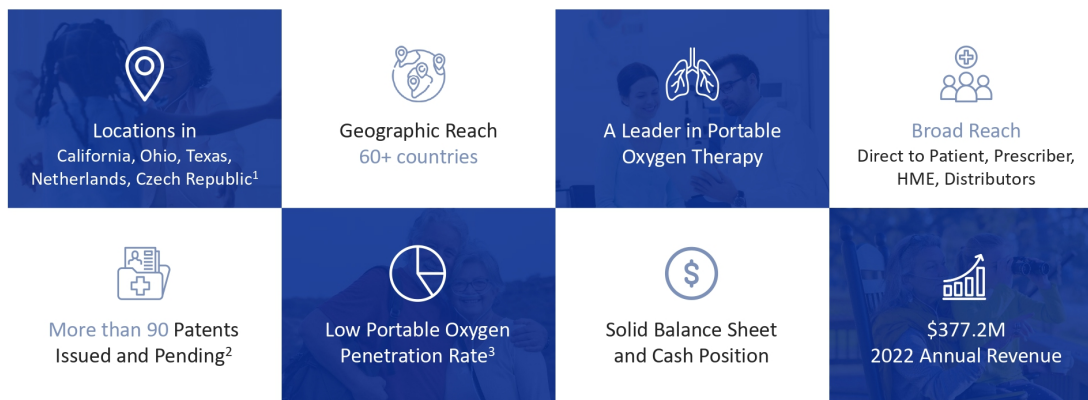 Locations in
California, Ohio, Texas,
Netherlands, Czech Republic¹
Geographic Reach
60+ countries
A Leader in Portable
Oxygen Therapy
Broad Reach
Direct to Patient, Prescriber,
HME, Distributors
More than 90 Patents
Issued and Pending²
Low Portable Oxygen
Penetration Rate³
$
Solid Balance Sheet
and Cash Position
$377.2M
2022 Annual Revenue